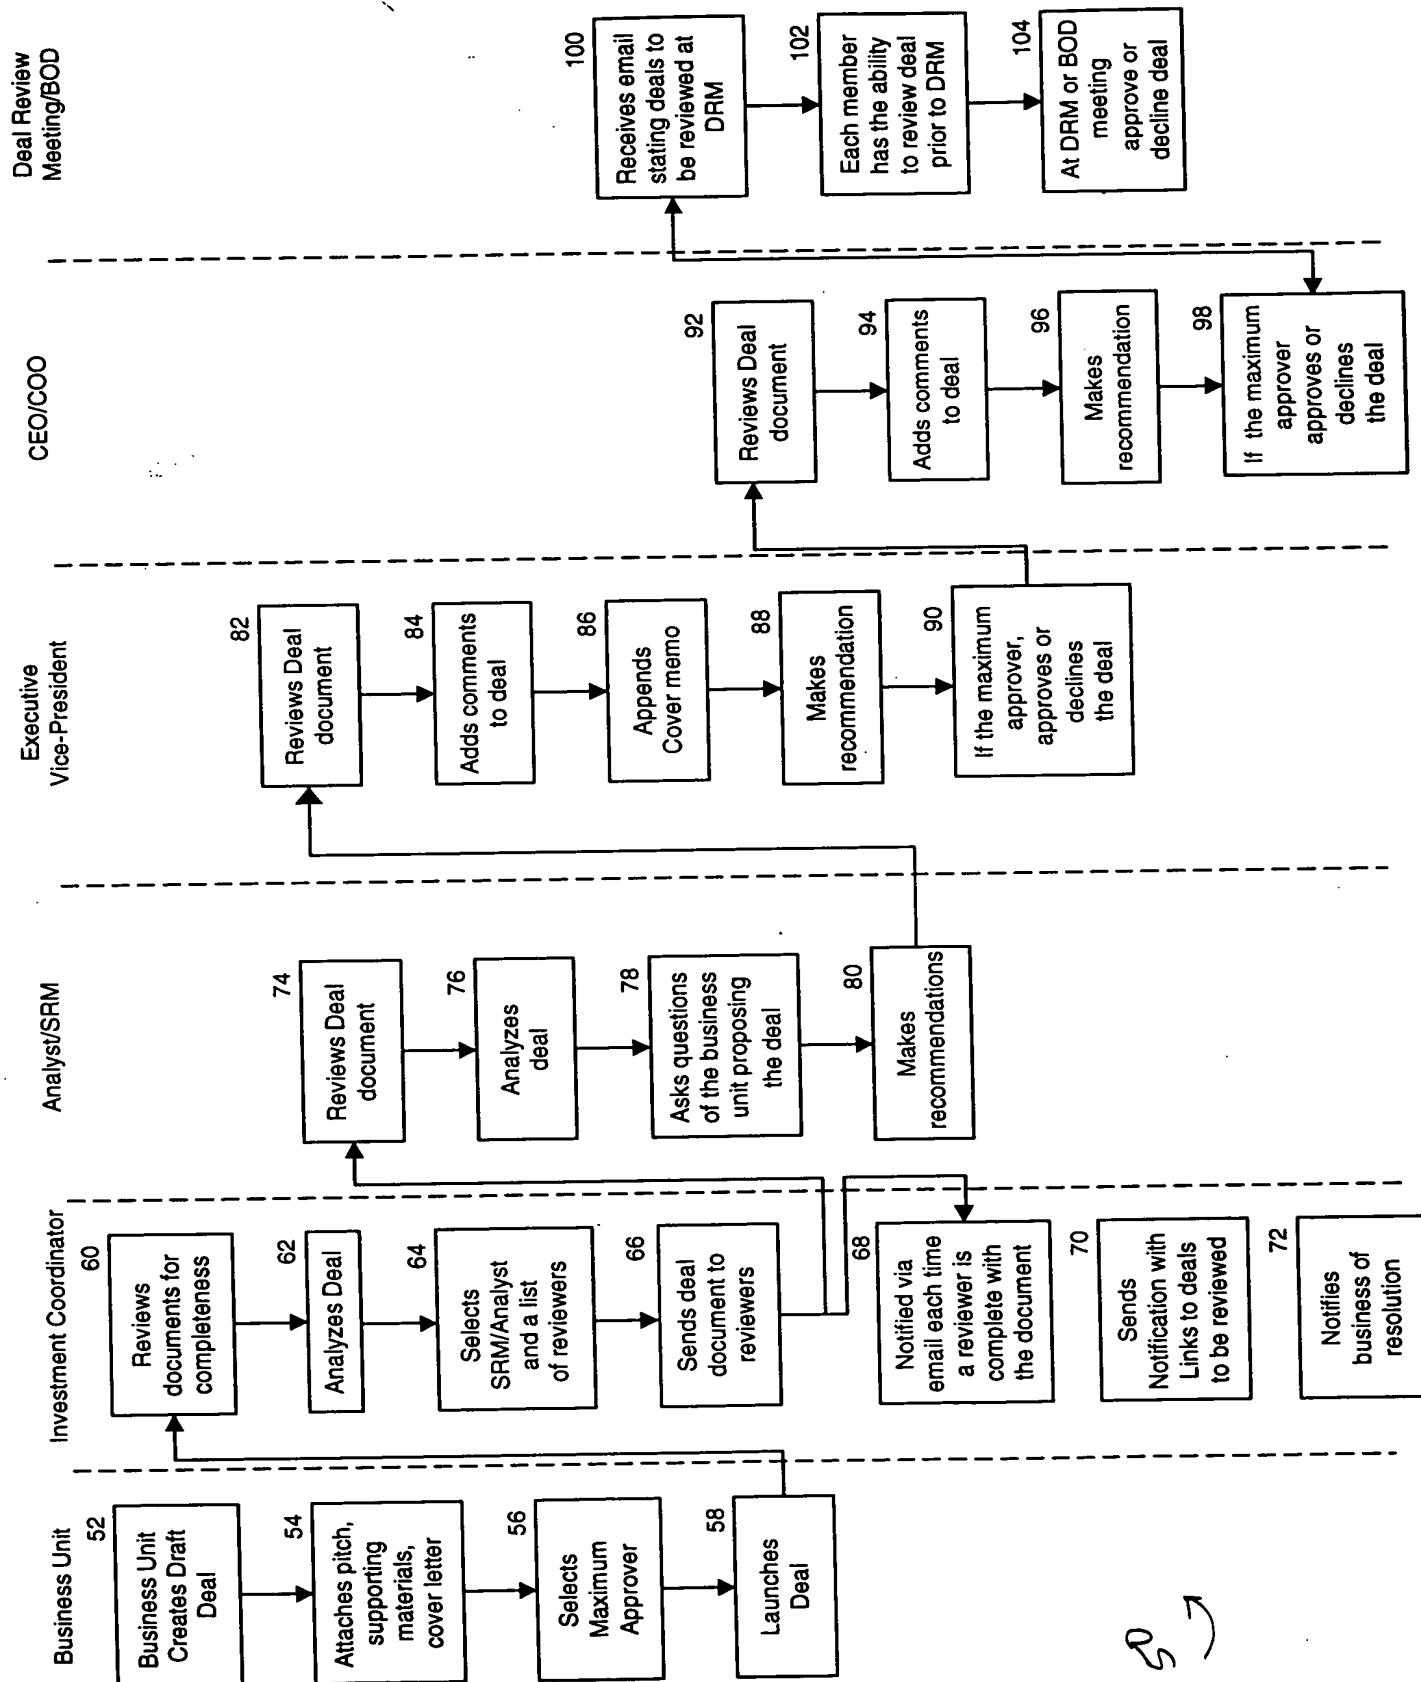 Business Unit
52
Business Unit
Creates Draft
Deal
54
Attaches pitch,
supporting
materials,
cover letter
56
Selects
Maximum
Approver
58
Launches
Deal
Investment Coordinator
60
Reviews
documents for
completeness
62
Analyzes Deal
64
Selects
SRM/Analyst
and a list
of reviewers
66
Sends deal
document to
reviewers
68
Notified via
email each time
a reviewer is
complete with
the document
70
Sends
Notification with
Links to deals
to be reviewed
72
Notifies
business of
resolution
Analyst/SRM
74
Reviews Deal
document
76
Analyzes
deal
78
Asks questions
of the business
unit proposing
the deal
80
Makes
recommendations
Executive
Vice-President
82
Reviews Deal
document
84
Adds comments
to deal
86
Appends
Cover memo
88
Makes
recommendation
90
If the maximum
approver,
approves or
declines
the deal
CEO/COO
92
Reviews Deal
document
94
Adds comments
to deal
96
Makes
recommendation
98
If the maximum
approver
approves or
declines
the deal
Deal Review
Meeting/BOD
100
Receives email
stating deals to
be reviewed at
DRM
102
Each member
has the ability
to review deal
prior to DRM
104
At DRM or BOD
meeting
approve or
decline deal
50